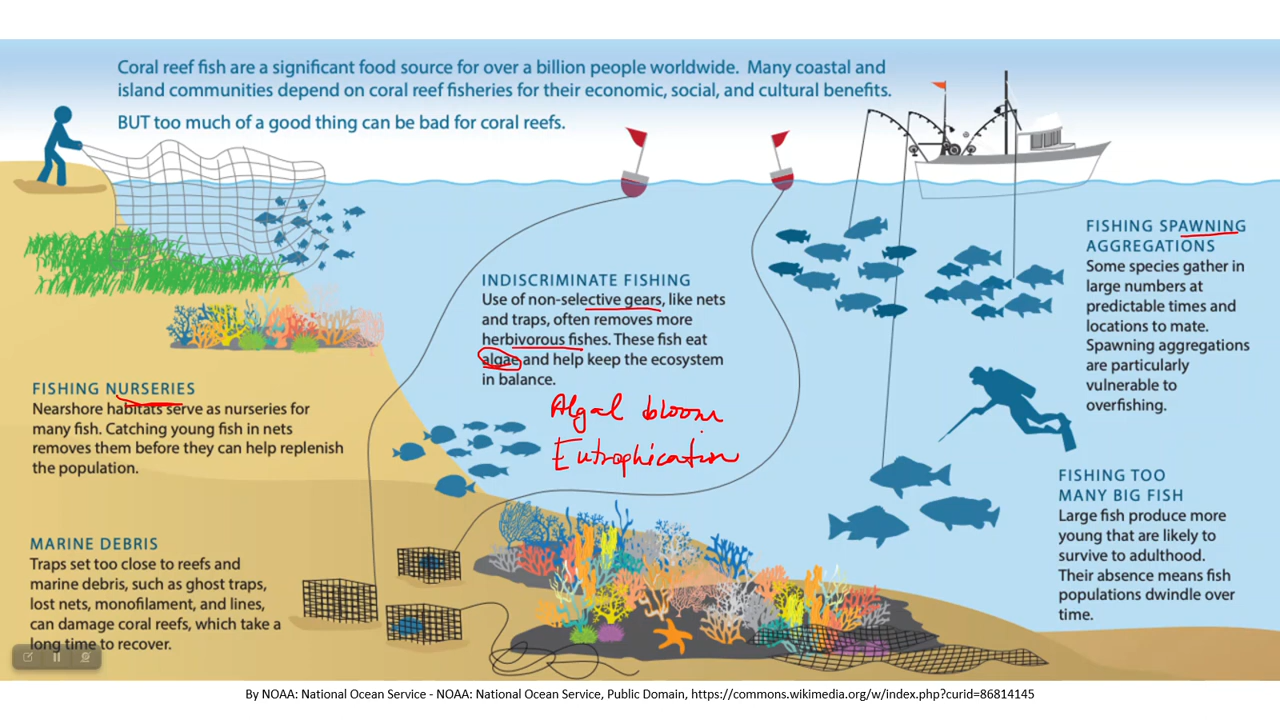 Coral reef fish are a significant food source for over a billion people worldwide. Many coastal and
island communities depend on coral reef fisheries for their economic, social, and cultural benefits.
BUT too much of a good thing can be bad for coral reefs.
FISHING NURSERIES
Nearshore habitats serve as nurseries for
many fish. Catching young fish in nets
removes them before they can help replenish
the population.
MARINE DEBRIS
Traps set too close to reefs and
marine debris, such as ghost traps,
lost nets, monofilament, and lines,
can damage coral reefs, which take a
long time to recover.
INDISCRIMINATE FISHING
Use of non-selective gears, like nets
and traps, often removes more
herbivorous fishes. These fish eat
algae and help keep the ecosystem
in balance.
Algal bloom
Eutrophication
FISHING SPAWNING
AGGREGATIONS
Some species gather in
large numbers at
predictable times and
locations to mate.
Spawning aggregations
are particularly
vulnerable to
overfishing.
FISHING TOO
MANY BIG FISH
Large fish produce more
young that are likely to
survive to adulthood.
Their absence means fish
populations dwindle over
time.
By NOAA: National Ocean Service - NOAA: National Ocean Service, Public Domain, https://commons.wikimedia.org/w/index.php?curid=86814145